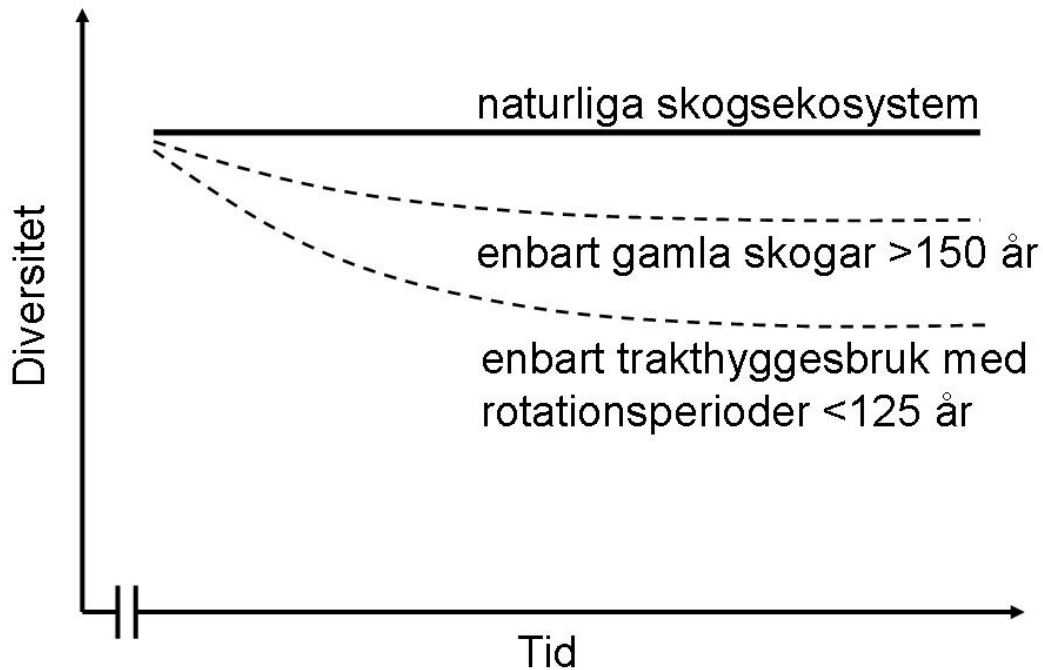 naturliga skogsekosystem
enbart gamla skogar >150 år
enbart trakthyggesbruk med
rotationsperioder <125 år
Diversitet
Tid